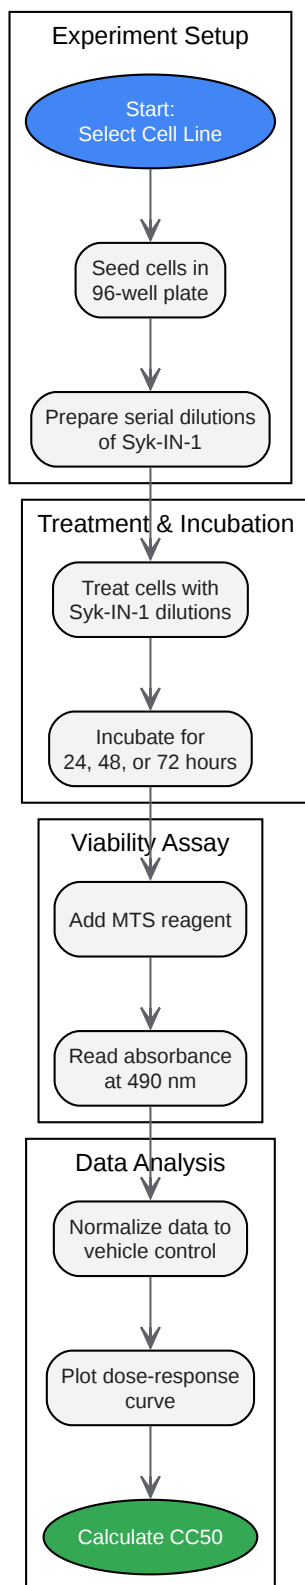 Experiment Setup
Start:
Select Cell Line
Seed cells in
96-well plate
Prepare serial dilutions
of Syk-IN-1
Treatment & Incubation
Treat cells with
Syk-IN-1 dilutions
Incubate for
24, 48, or 72 hours
Viability Assay
Add MTS reagent
Read absorbance
at 490 nm
Data Analysis
Normalize data to
vehicle control
Plot dose-response
curve
Calculate CC50